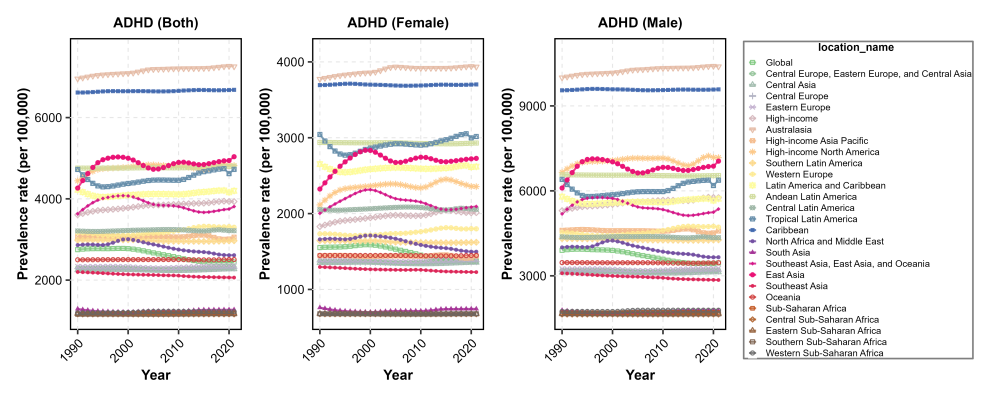 ADHD (Both)
ADHD (Female)
ADHD (Male)
Prevalence rate (per 100,000)
6000
4000
2000
1990
2000
2010
2020
Year
Prevalence rate (per 100,000)
4000
3000
2000
1000
1990
2000
2010
2020
Year
Prevalence rate (per 100,000)
9000
6000
3000
1990
2000
2010
2020
Year
location_name
Global
Central Europe, Eastern Europe, and Central Asia
Central Asia
Central Europe
Eastern Europe
High-income
Australasia
High-income Asia Pacific
High-income North America
Southern Latin America
Western Europe
Latin America and Caribbean
Andean Latin America
Central Latin America
Tropical Latin America
Caribbean
North Africa and Middle East
South Asia
Southeast Asia, East Asia, and Oceania
East Asia
Southeast Asia
Oceania
Sub-Saharan Africa
Central Sub-Saharan Africa
Eastern Sub-Saharan Africa
Southern Sub-Saharan Africa
Western Sub-Saharan Africa